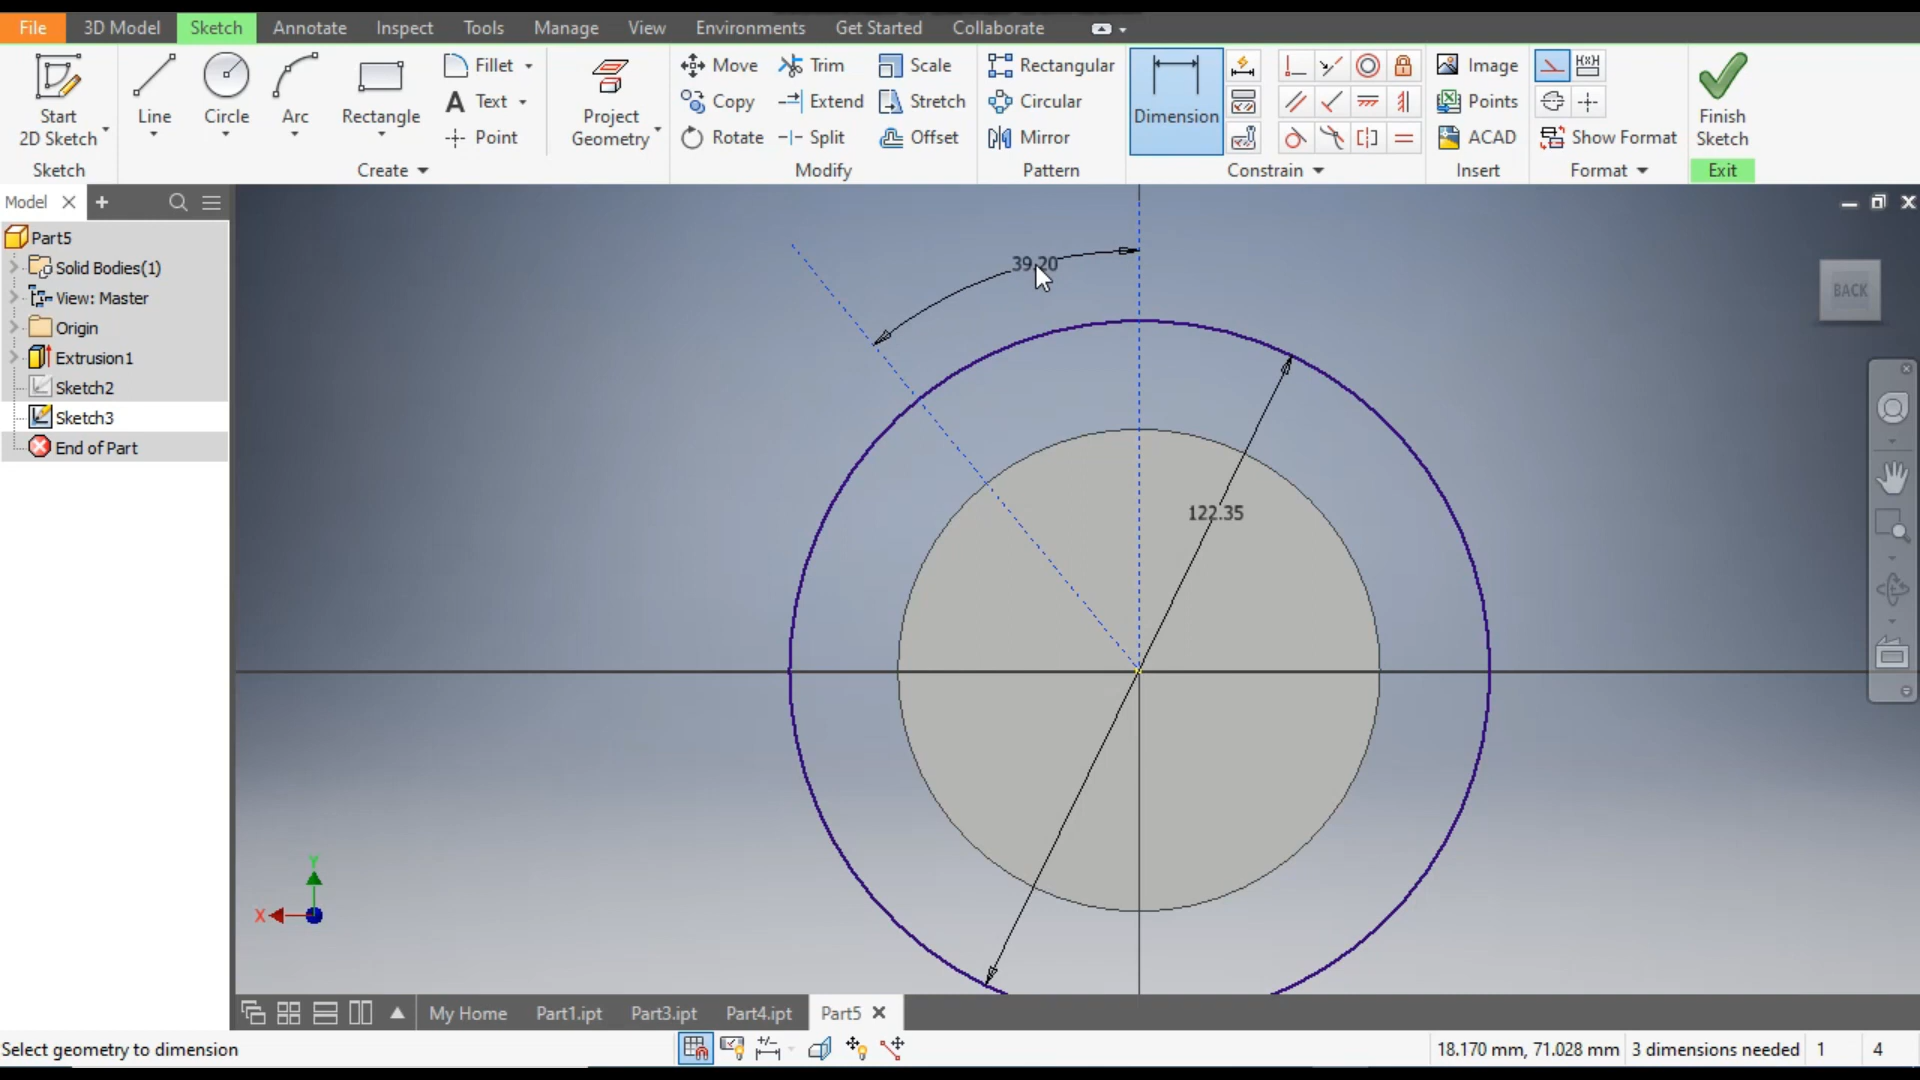 File 3D Model Sketch Annotate Inspect Tools Manage View Environments Get Started Collaborate
Start
2D Sketch
Sketch
Line Circle Arc Rectangle
Fillet
Text
Point
Project
Geometry
Create
Move Trim Scale
Copy Extend Stretch
Rotate Split Offset
Modify
Rectangular
Circular
Mirror
Pattern
Dimension
Constrain
Image
Points
ACAD
Insert
Show Format
Format
Finish
Sketch
Exit
Model
Part5
Solid Bodies(1)
View: Master
Origin
Extrusion1
Sketch2
Sketch3
End of Part
39.20
122.35
BACK
Y
X
My Home Part1.ipt Part3.ipt Part4.ipt Part5
Select geometry to dimension
18.170 mm, 71.028 mm 3 dimensions needed 1 4